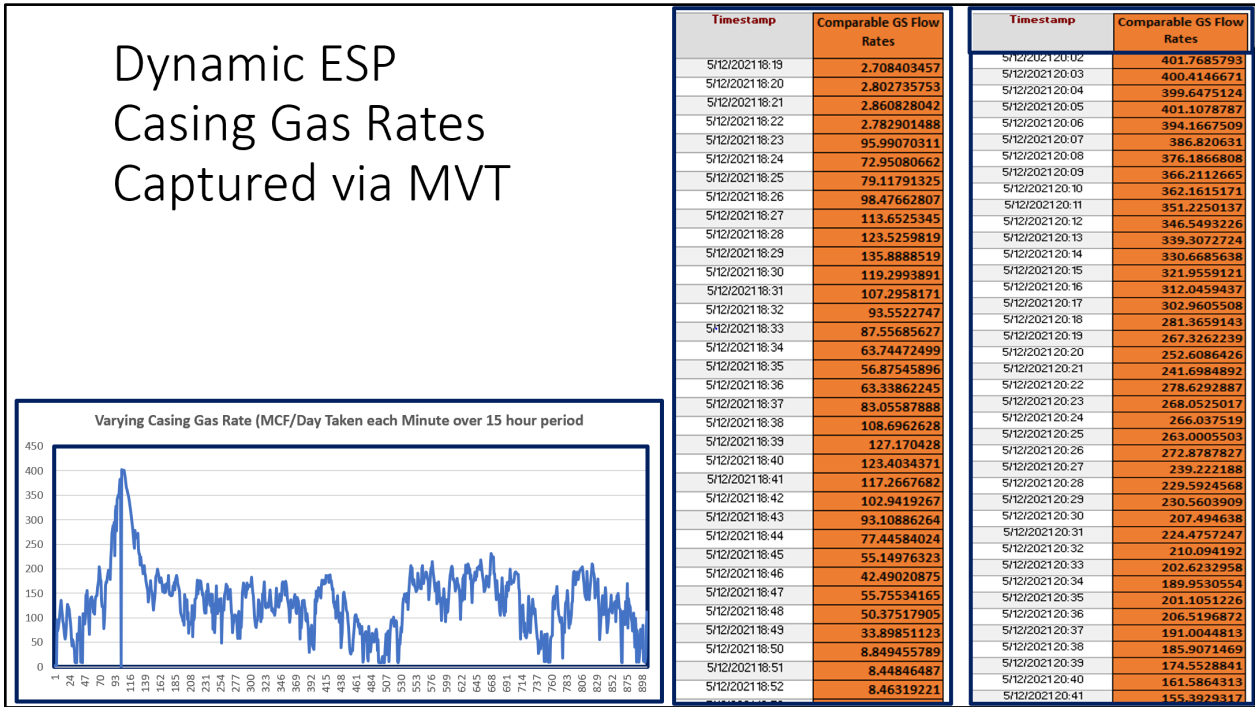 Dynamic ESP
Casing Gas Rates
Captured via MVT
Varying Casing Gas Rate (MCF/Day Taken each Minute over 15 hour period
450
400
350
300
250
200
150
100
50
0
1 24 47 70 93 116 139 162 185 208 231 254 277 300 323 346 369 392 415 438 461 484 507 530 553 576 599 622 645 668 691 714 737 760 783 806 829 852 875 898
Timestamp Comparable GS Flow
Rates
5/12/2021 18:19 2.708403457
5/12/2021 18:20 2.802735753
5/12/2021 18:21 2.860828042
5/12/2021 18:22 2.782901488
5/12/2021 18:23 95.99070311
5/12/2021 18:24 72.95080662
5/12/2021 18:25 79.11791325
5/12/2021 18:26 98.47662807
5/12/2021 18:27 113.6525345
5/12/2021 18:28 123.5259819
5/12/2021 18:29 135.8888519
5/12/2021 18:30 119.2993891
5/12/2021 18:31 107.2958171
5/12/2021 18:32 93.5522747
5/12/2021 18:33 87.55685627
5/12/2021 18:34 63.74472499
5/12/2021 18:35 56.87545896
5/12/2021 18:36 63.33862245
5/12/2021 18:37 83.05587888
5/12/2021 18:38 108.6962628
5/12/2021 18:39 127.170428
5/12/2021 18:40 123.4034371
5/12/2021 18:41 117.2667682
5/12/2021 18:42 102.9419267
5/12/2021 18:43 93.10886264
5/12/2021 18:44 77.44584024
5/12/2021 18:45 55.14976323
5/12/2021 18:46 42.49020875
5/12/2021 18:47 55.75534165
5/12/2021 18:48 50.37517905
5/12/2021 18:49 33.89851123
5/12/2021 18:50 8.849455789
5/12/2021 18:51 8.44846487
5/12/2021 18:52 8.46319221
Timestamp Comparable GS Flow
Rates
5/12/2021 20:02 401.7685793
5/12/2021 20:03 400.4146671
5/12/2021 20:04 399.6475124
5/12/2021 20:05 401.1078787
5/12/2021 20:06 394.1667509
5/12/2021 20:07 386.820631
5/12/2021 20:08 376.1866808
5/12/2021 20:09 366.2112665
5/12/2021 20:10 362.1615171
5/12/2021 20:11 351.2250137
5/12/2021 20:12 346.5493226
5/12/2021 20:13 339.3072724
5/12/2021 20:14 330.6685638
5/12/2021 20:15 321.9559121
5/12/2021 20:16 312.0459437
5/12/2021 20:17 302.9605508
5/12/2021 20:18 281.3659143
5/12/2021 20:19 267.3262239
5/12/2021 20:20 252.6086426
5/12/2021 20:21 241.6984892
5/12/2021 20:22 278.6292887
5/12/2021 20:23 268.0525017
5/12/2021 20:24 266.037519
5/12/2021 20:25 263.0005503
5/12/2021 20:26 272.8787827
5/12/2021 20:27 239.222188
5/12/2021 20:28 229.5924568
5/12/2021 20:29 230.5603909
5/12/2021 20:30 207.494638
5/12/2021 20:31 224.4757247
5/12/2021 20:32 210.094192
5/12/2021 20:33 202.6232958
5/12/2021 20:34 189.9530554
5/12/2021 20:35 201.1051226
5/12/2021 20:36 206.5196872
5/12/2021 20:37 191.0044813
5/12/2021 20:38 185.9071469
5/12/2021 20:39 174.5528841
5/12/2021 20:40 161.5864313
5/12/2021 20:41 155.3929317